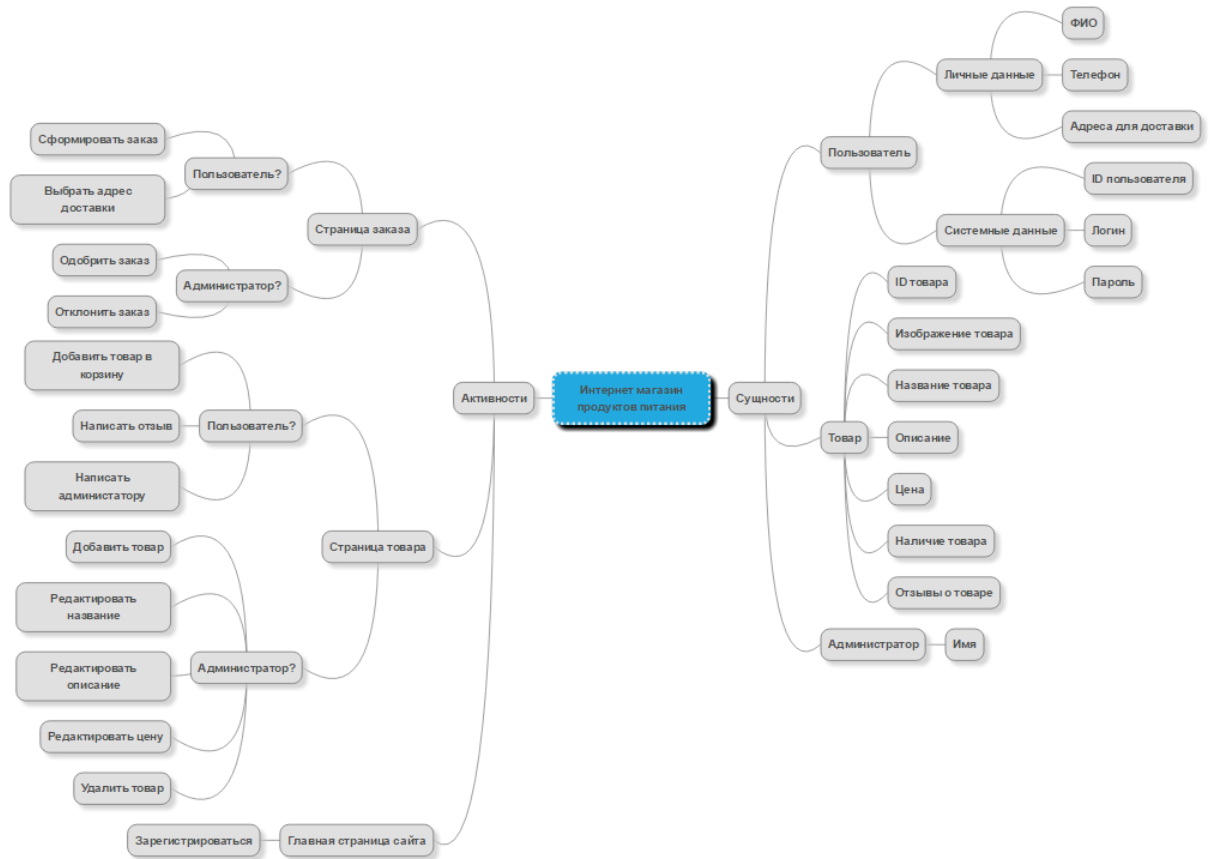 ФИО
Личные данные
Телефон
Адреса для доставки
Пользователь
ID пользователя
Системные данные
Логин
Пароль
Сформировать заказ
Пользователь?
Выбрать адрес
доставки
Страница заказа
Одобрить заказ
Администратор?
Отклонить заказ
Добавить товар в
корзину
Написать отзыв
Пользователь?
Написать
администатору
Активности
Интернет магазин
продуктов питания
Сущности
ID товара
Изображение товара
Название товара
Товар
Описание
Цена
Наличие товара
Отзывы о товаре
Администратор
Имя
Страница товара
Добавить товар
Редактировать
название
Администратор?
Редактировать
описание
Редактировать цену
Удалить товар
Зарегистрироваться
Главная страница сайта